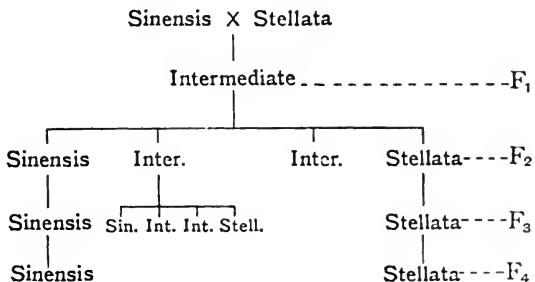 Sinensis X Stellata
Intermediate F₁
Sinensis Inter. Inter. Stellata F₂
Sinensis Sin. Int. Int. Stell. Stellata F₃
Sinensis Stellata F₄